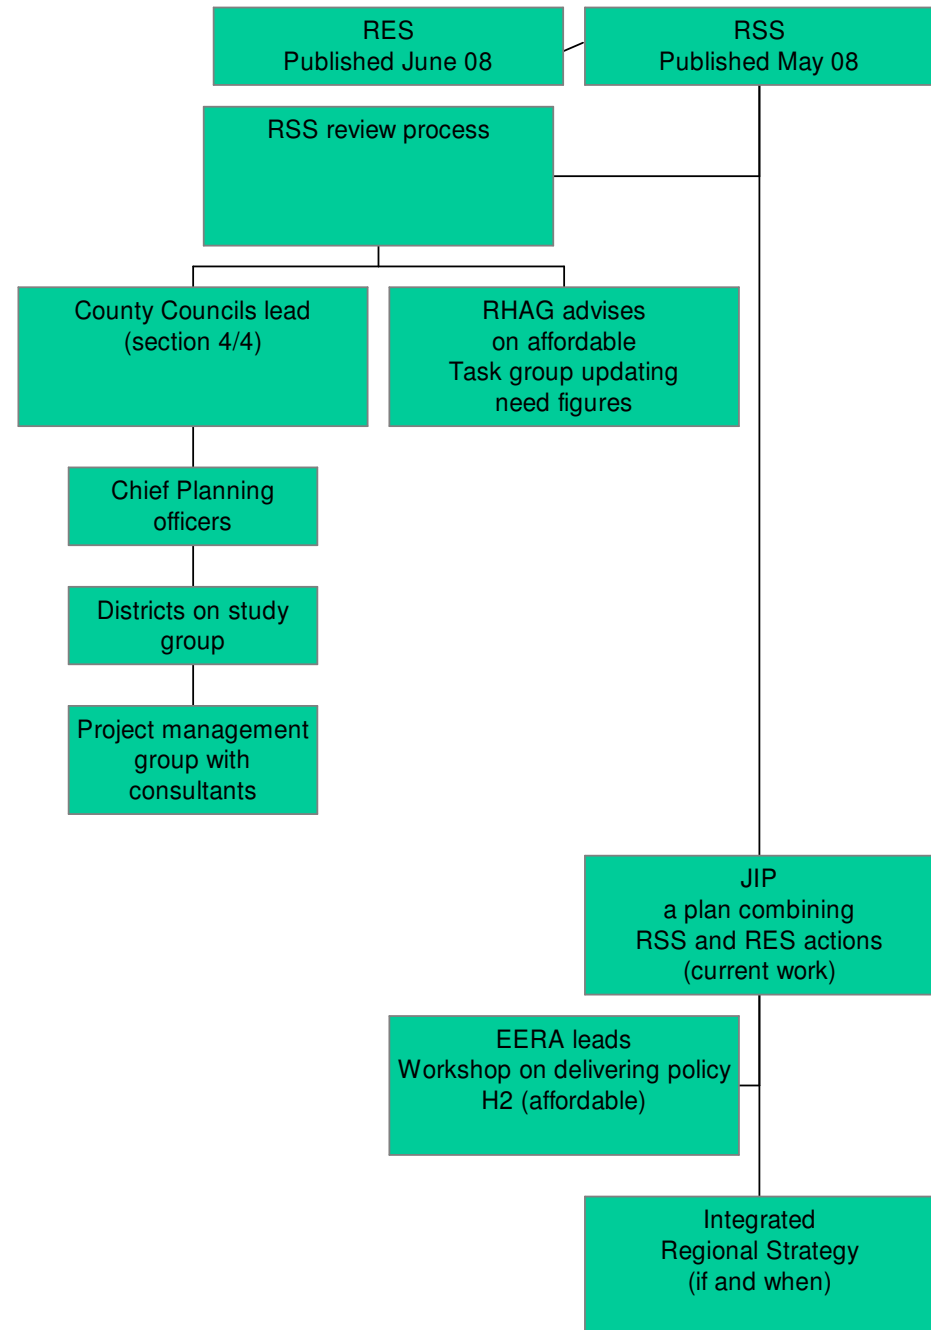 RES
Published June 08
RSS
Published May 08
RSS review process
County Councils lead
(section 4/4)
RHAG advises
on affordable
Task group updating
need figures
Chief Planning
officers
Districts on study
group
Project management
group with
consultants
JIP
a plan combining
RSS and RES actions
(current work)
EERA leads
Workshop on delivering policy
H2 (affordable)
Integrated
Regional Strategy
(if and when)